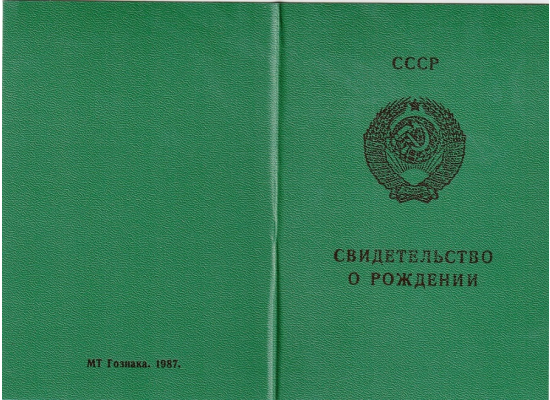 СССР
СВИДЕТЕЛЬСТВО
О РОЖДЕНИИ
МТ Гознака. 1987.